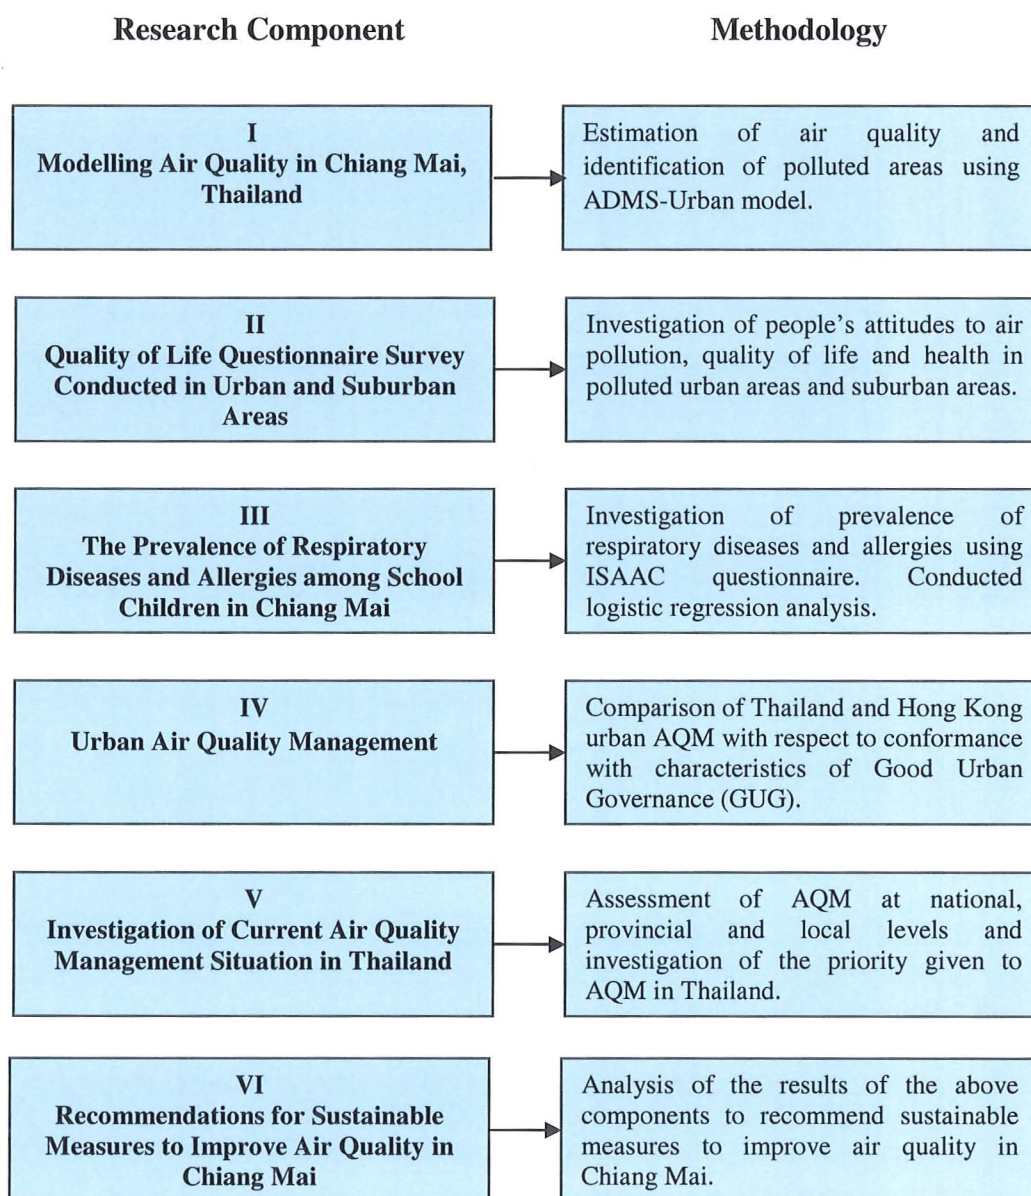 Research Component
Methodology
I
Modelling Air Quality in Chiang Mai,
Thailand
Estimation of air quality and
identification of polluted areas using
ADMS-Urban model.
II
Quality of Life Questionnaire Survey
Conducted in Urban and Suburban
Areas
Investigation of people's attitudes to air
pollution, quality of life and health in
polluted urban areas and suburban areas.
III
The Prevalence of Respiratory
Diseases and Allergies among School
Children in Chiang Mai
Investigation of prevalence of
respiratory diseases and allergies using
ISAAC questionnaire. Conducted
logistic regression analysis.
IV
Urban Air Quality Management
Comparison of Thailand and Hong Kong
urban AQM with respect to conformance
with characteristics of Good Urban
Governance (GUG).
V
Investigation of Current Air Quality
Management Situation in Thailand
Assessment of AQM at national,
provincial and local levels and
investigation of the priority given to
AQM in Thailand.
VI
Recommendations for Sustainable
Measures to Improve Air Quality in
Chiang Mai
Analysis of the results of the above
components to recommend sustainable
measures to improve air quality in
Chiang Mai.